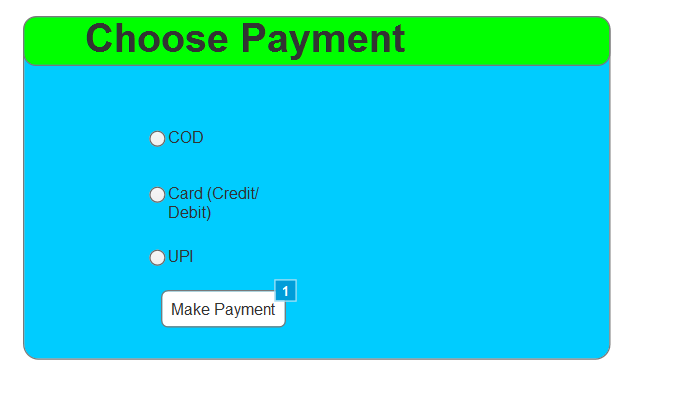 Choose Payment
COD
Card (Credit/
Debit)
UPI
1
Make Payment